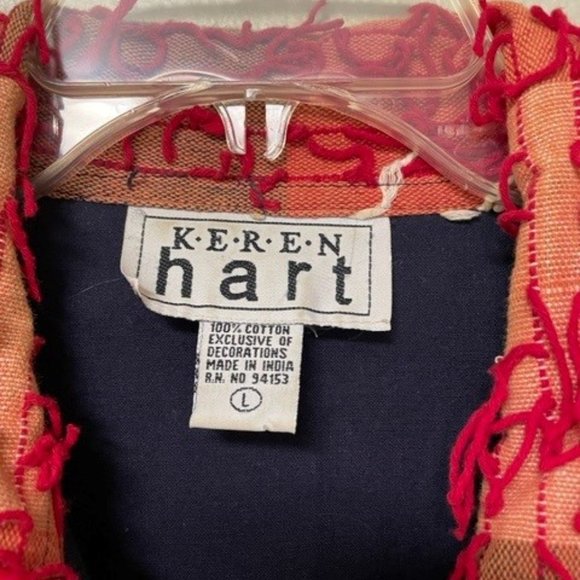 K·E·R·E·N
hart
100% COTTON
EXCLUSIVE OF
DECORATIONS
MADE IN INDIA
R.N. NO 94153
L